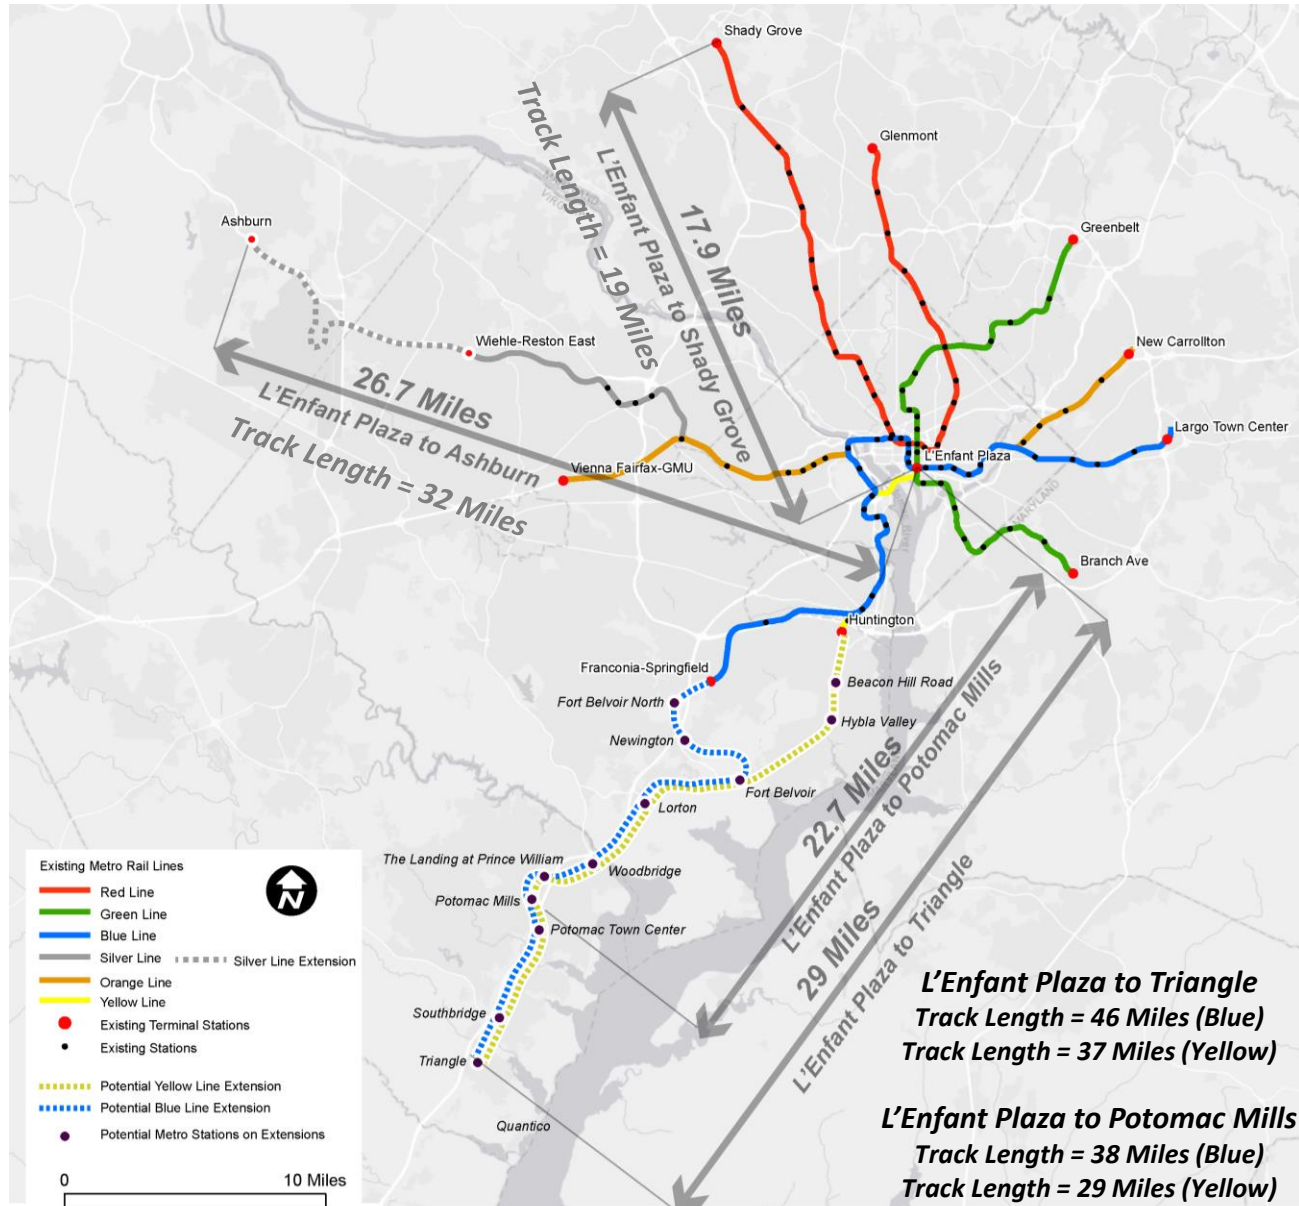 Shady Grove
Glenmont
Greenbelt
New Carrollton
Largo Town Center
L'Enfant Plaza
Branch Ave
Ashburn
Wiehle-Reston East
Vienna Fairfax-GMU
Huntington
Franconia-Springfield
Track Length = 19 Miles
L'Enfant Plaza to Shady Grove
17.9 Miles
26.7 Miles
L'Enfant Plaza to Ashburn
Track Length = 32 Miles
MARYLAND
River
Beacon Hill Road
Hybla Valley
Fort Belvoir North
Newington
Fort Belvoir
Lorton
Woodbridge
The Landing at Prince William
Potomac Mills
Potomac Town Center
Southbridge
Triangle
Quantico
22.7 Miles
L'Enfant Plaza to Potomac Mills
29 Miles
L'Enfant Plaza to Triangle
Existing Metro Rail Lines
Red Line
Green Line
Blue Line
Silver Line
Silver Line Extension
Orange Line
Yellow Line
Existing Terminal Stations
Existing Stations
Potential Yellow Line Extension
Potential Blue Line Extension
Potential Metro Stations on Extensions
N
0 10 Miles
L'Enfant Plaza to Triangle
Track Length = 46 Miles (Blue)
Track Length = 37 Miles (Yellow)
L'Enfant Plaza to Potomac Mills
Track Length = 38 Miles (Blue)
Track Length = 29 Miles (Yellow)